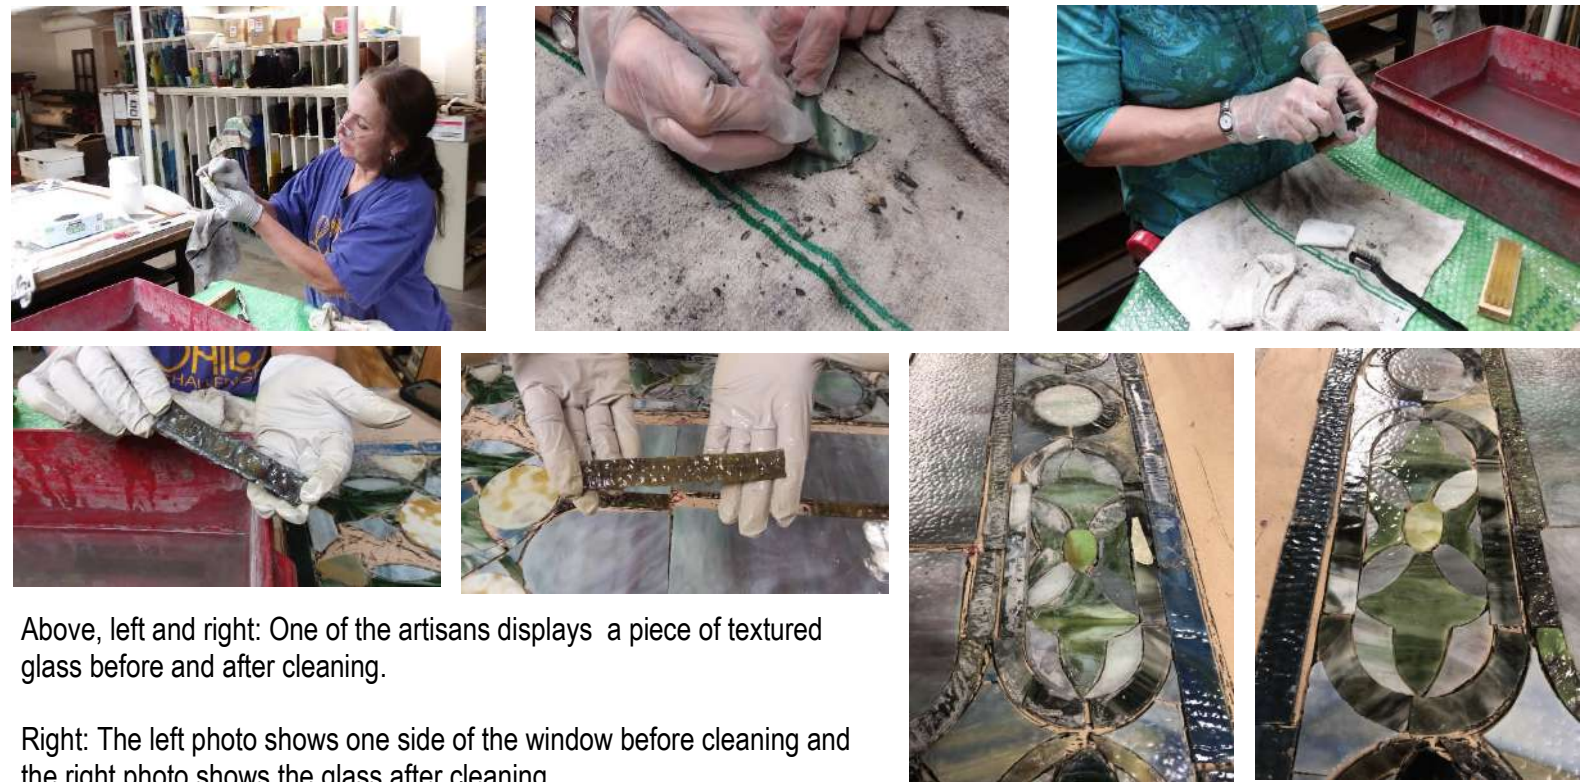 OHIO
CHALLENGE
Above, left and right: One of the artisans displays a piece of textured
glass before and after cleaning.
Right: The left photo shows one side of the window before cleaning and
the right photo shows the glass after cleaning.